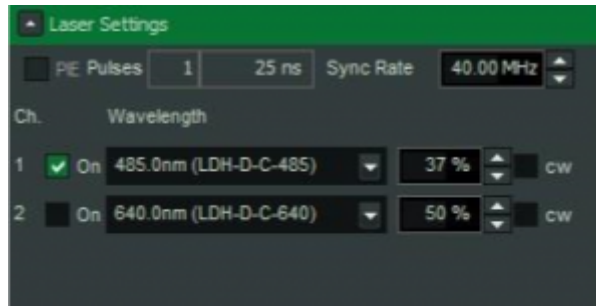 Laser Settings
PIE Pulses 1 25 ns Sync Rate 40.00 MHz
Ch. Wavelength
1 On 485.0nm (LDH-D-C-485) 37 % cw
2 On 640.0nm (LDH-D-C-640) 50 % cw